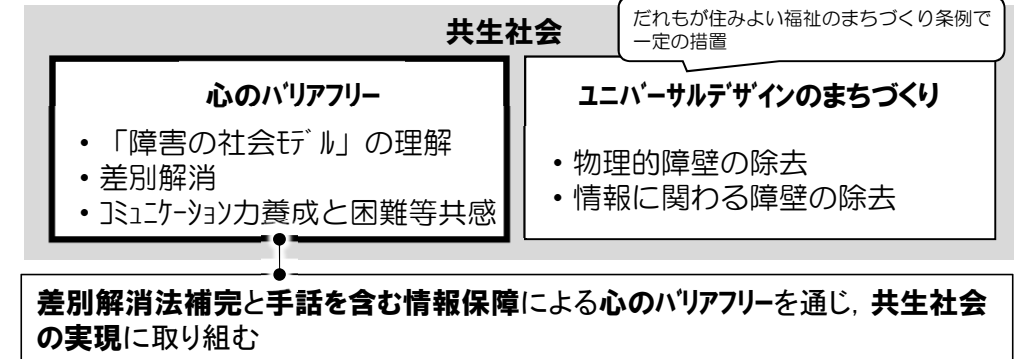 共生社会
だれもが住みよい福祉のまちづくり条例で
一定の措置
心のﾊﾞﾘｱﾌﾘｰ
・「障害の社会ﾓﾃﾞﾙ」の理解
・差別解消
・ｺﾐｭﾆｹｰｼｮﾝ力養成と困難等共感
ﾕﾆﾊﾞｰｻﾙﾃﾞｻﾞｲﾝのまちづくり
・物理的障壁の除去
・情報に関わる障壁の除去
差別解消法補完と手話を含む情報保障による心のﾊﾞﾘｱﾌﾘｰを通じ，共生社会
の実現に取り組む